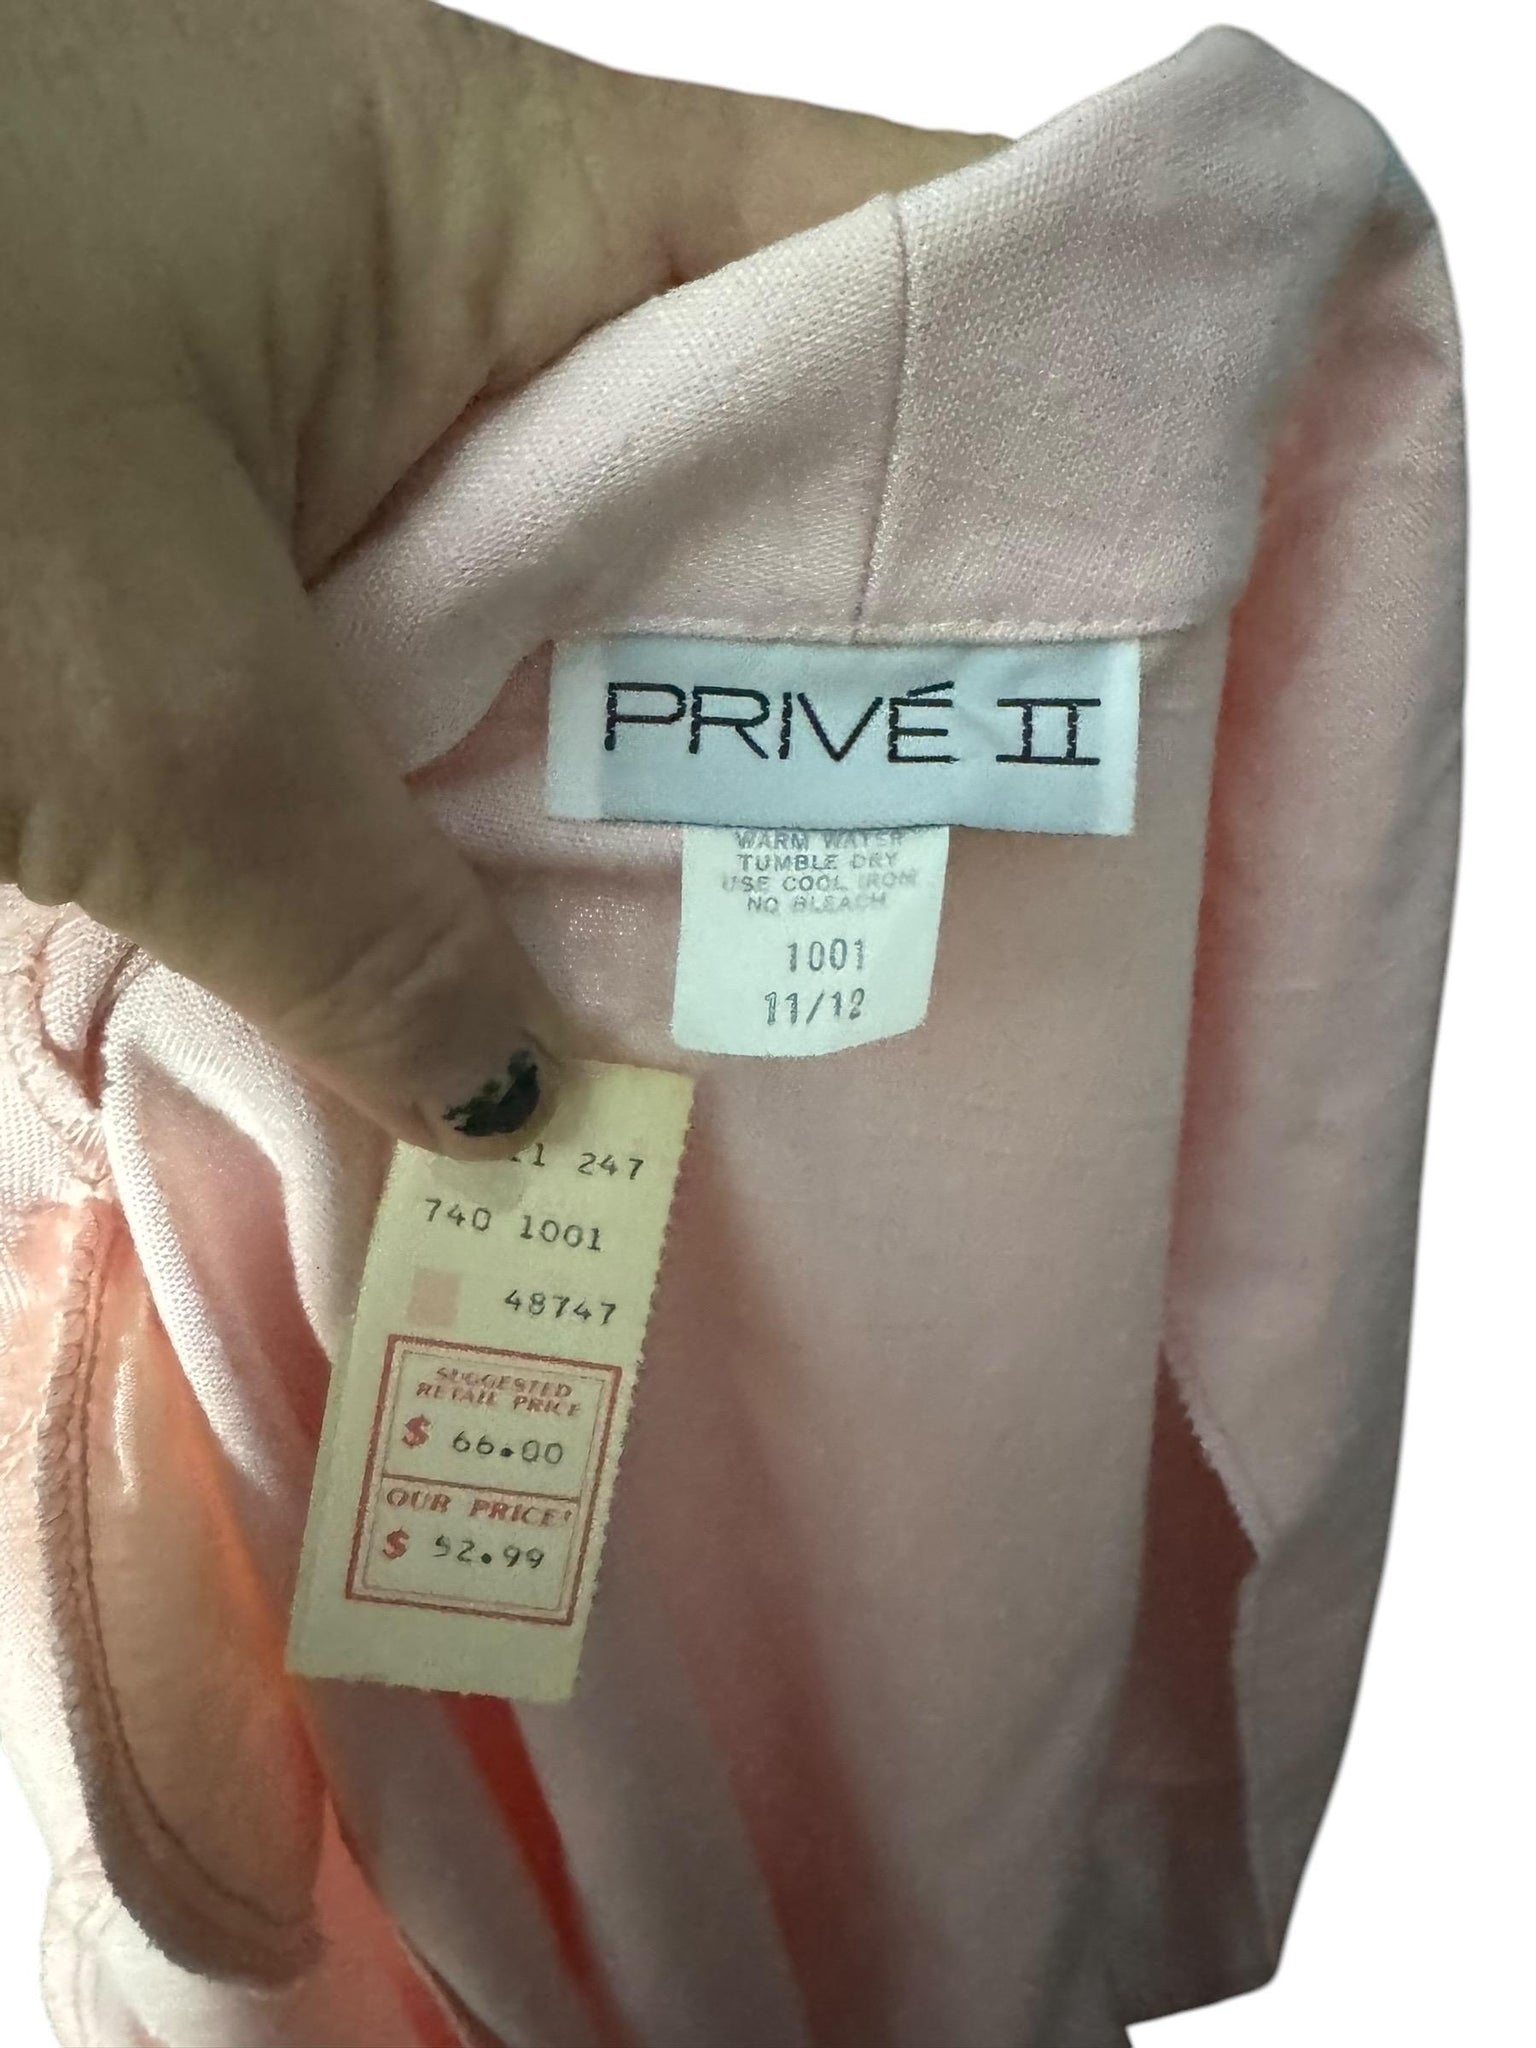 PRIVÉ II
WARM WATER
TUMBLE DRY
USE COOL IRON
NO BLEACH
1001
11/12
247
740 1001
48747
SUGGESTED
RETAIL PRICE
$ 66.00
OUR PRICE!
$ 52.99